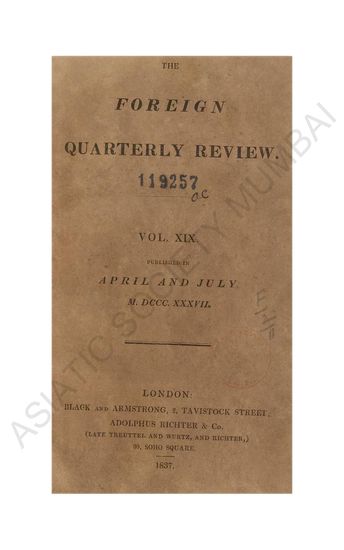 THE
FOREIGN
QUARTERLY REVIEW.
119257
ac
VOL. XIX.
PUBLISHED IN
APRIL AND JULY
M. DCCC. XXXVII.
LONDON:
BLACK AND ARMSTRONG, 2, TAVISTOCK STREET,
ADOLPHUS RICHTER & Co.
(LATE TREUTTEL AND WURTZ, AND RICHTER,)
30, SOHO SQUARE.
1837.
ASIATIC SOCIETY MUMBAI